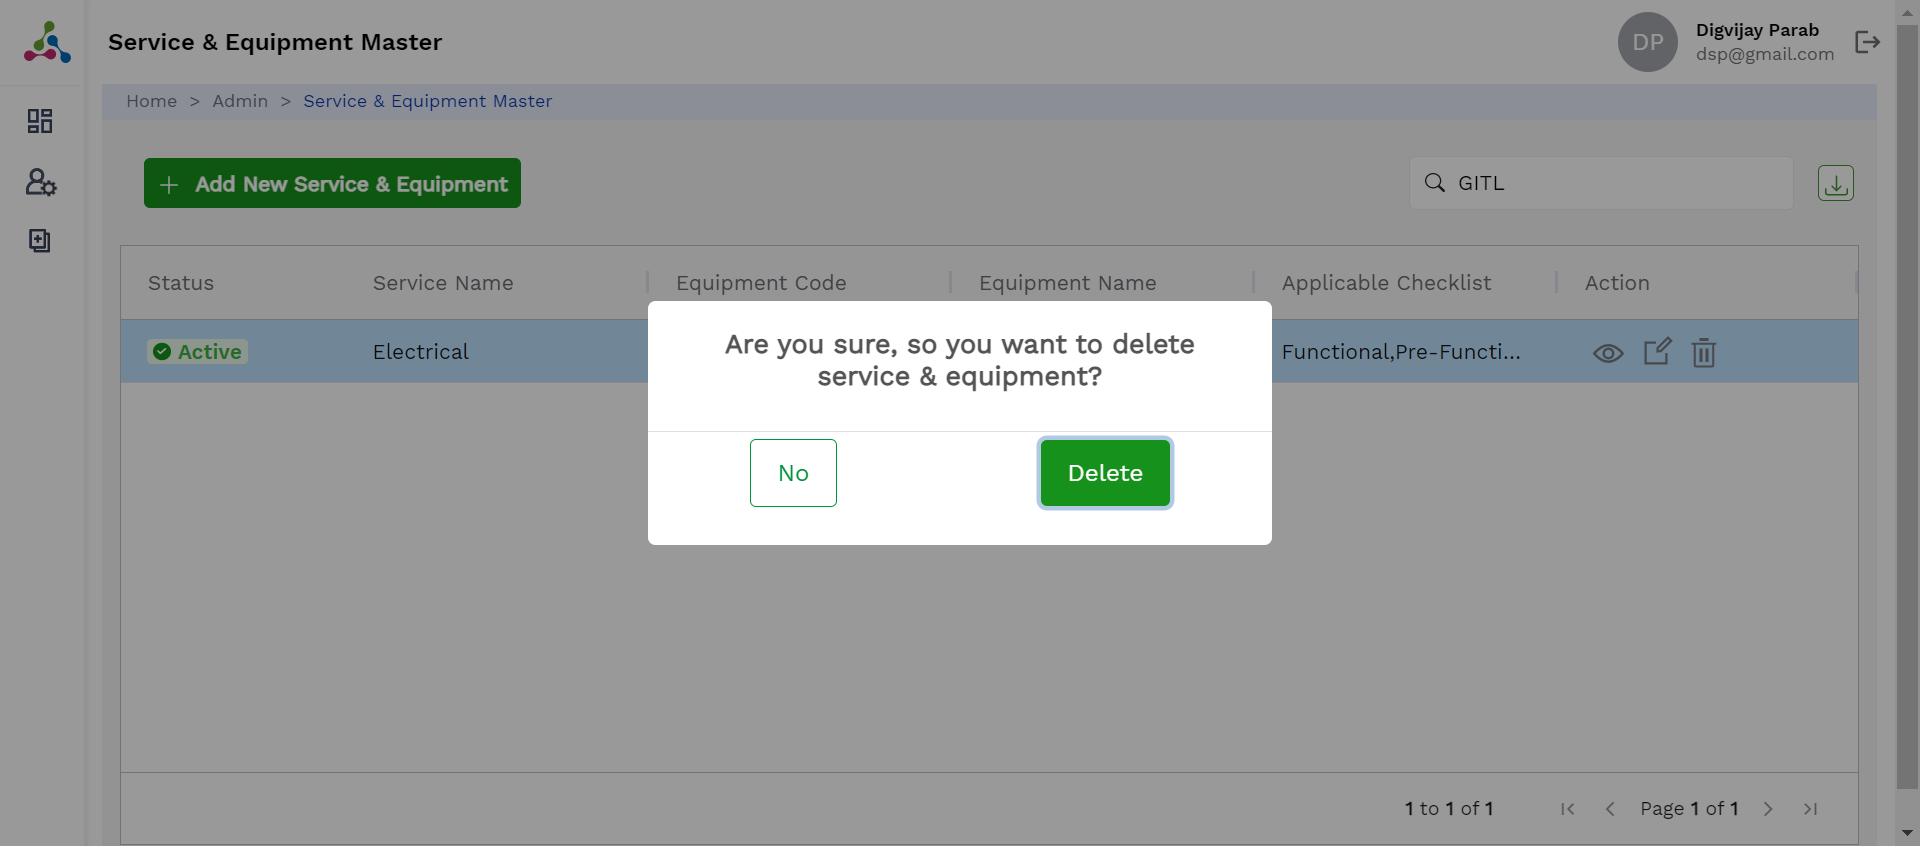 Service & Equipment Master
DP
Digvijay Parab
dsp@gmail.com
Home > Admin > Service & Equipment Master
+ Add New Service & Equipment
GITL
Status Service Name Equipment Code Equipment Name Applicable Checklist Action
Active Electrical Functional,Pre-Functi...
Are you sure, so you want to delete
service & equipment?
No Delete
1 to 1 of 1 Page 1 of 1